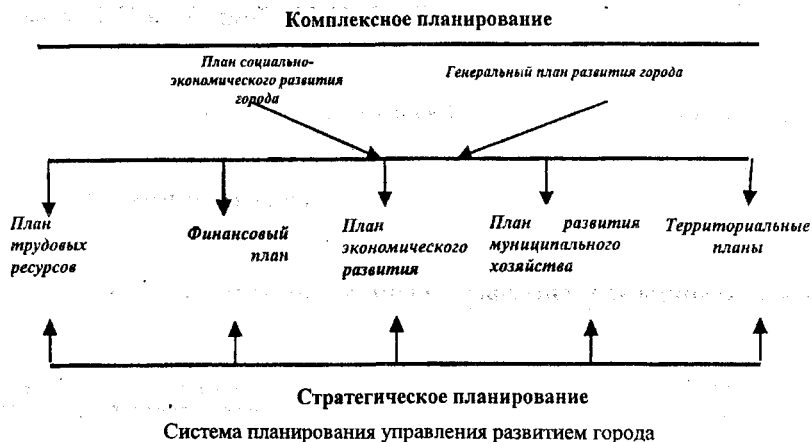 Комплексное планирование
План социально-
экономического развития
города
Генеральный план развития города
План
трудовых
ресурсов
Финансовый
план
План
экономического
развития
План развития
муниципального
хозяйства
Территориальные
планы
Стратегическое планирование
Система планирования управления развитием города